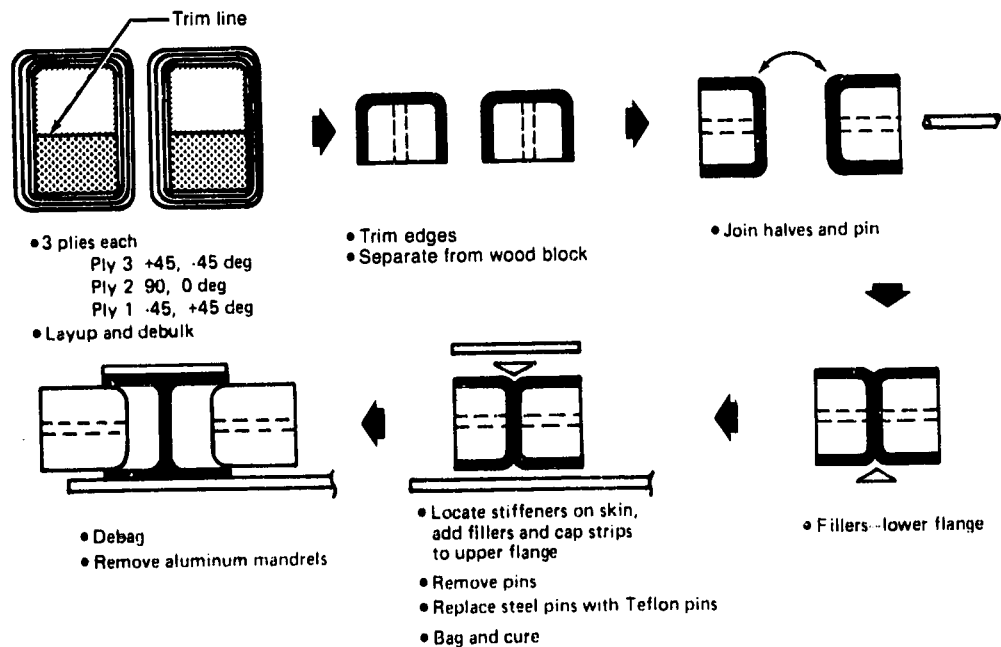 Trim line
• 3 plies each
Ply 3 +45, -45 deg
Ply 2 90, 0 deg
Ply 1 -45, +45 deg
• Layup and debulk
• Trim edges
• Separate from wood block
• Join halves and pin
• Fillers--lower flange
• Locate stiffeners on skin,
add fillers and cap strips
to upper flange
• Remove pins
• Replace steel pins with Teflon pins
• Bag and cure
• Debag
• Remove aluminum mandrels